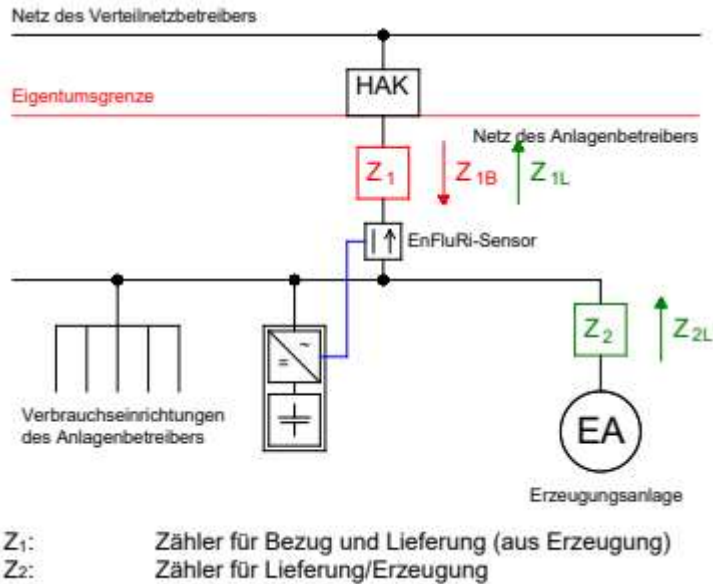 Netz des Verteilnetzbetreibers
HAK
Eigentumsgrenze
Netz des Anlagenbetreibers
Z1
Z1B
Z1L
EnFluRi-Sensor
Z2
Z2L
~
=
Verbrauchseinrichtungen
des Anlagenbetreibers
EA
Erzeugungsanlage
Z1: Zähler für Bezug und Lieferung (aus Erzeugung)
Z2: Zähler für Lieferung/Erzeugung